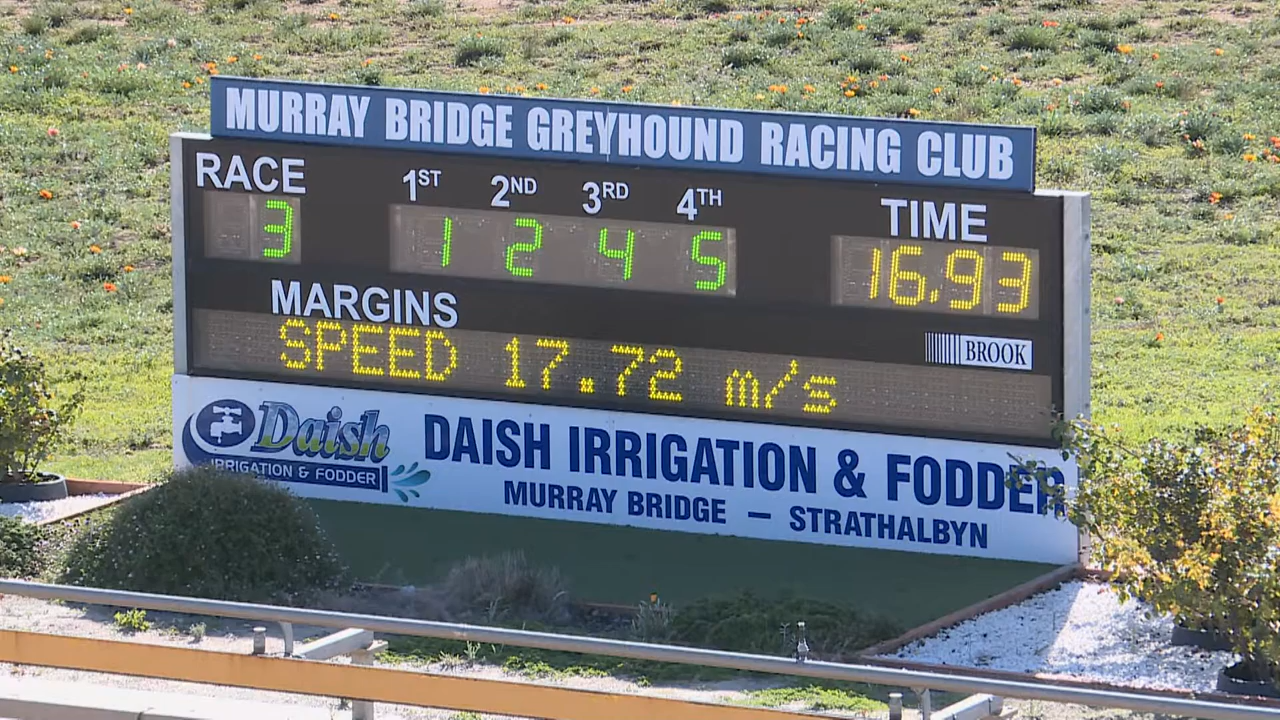 MURRAY BRIDGE GREYHOUND RACING CLUB
RACE 1ST 2ND 3RD 4TH TIME
3 1 2 4 5 16.93
MARGINS
BROOK
SPEED 17.72 m/s
Daish
IRRIGATION & FODDER
DAISH IRRIGATION & FODDER
MURRAY BRIDGE – STRATHALBYN